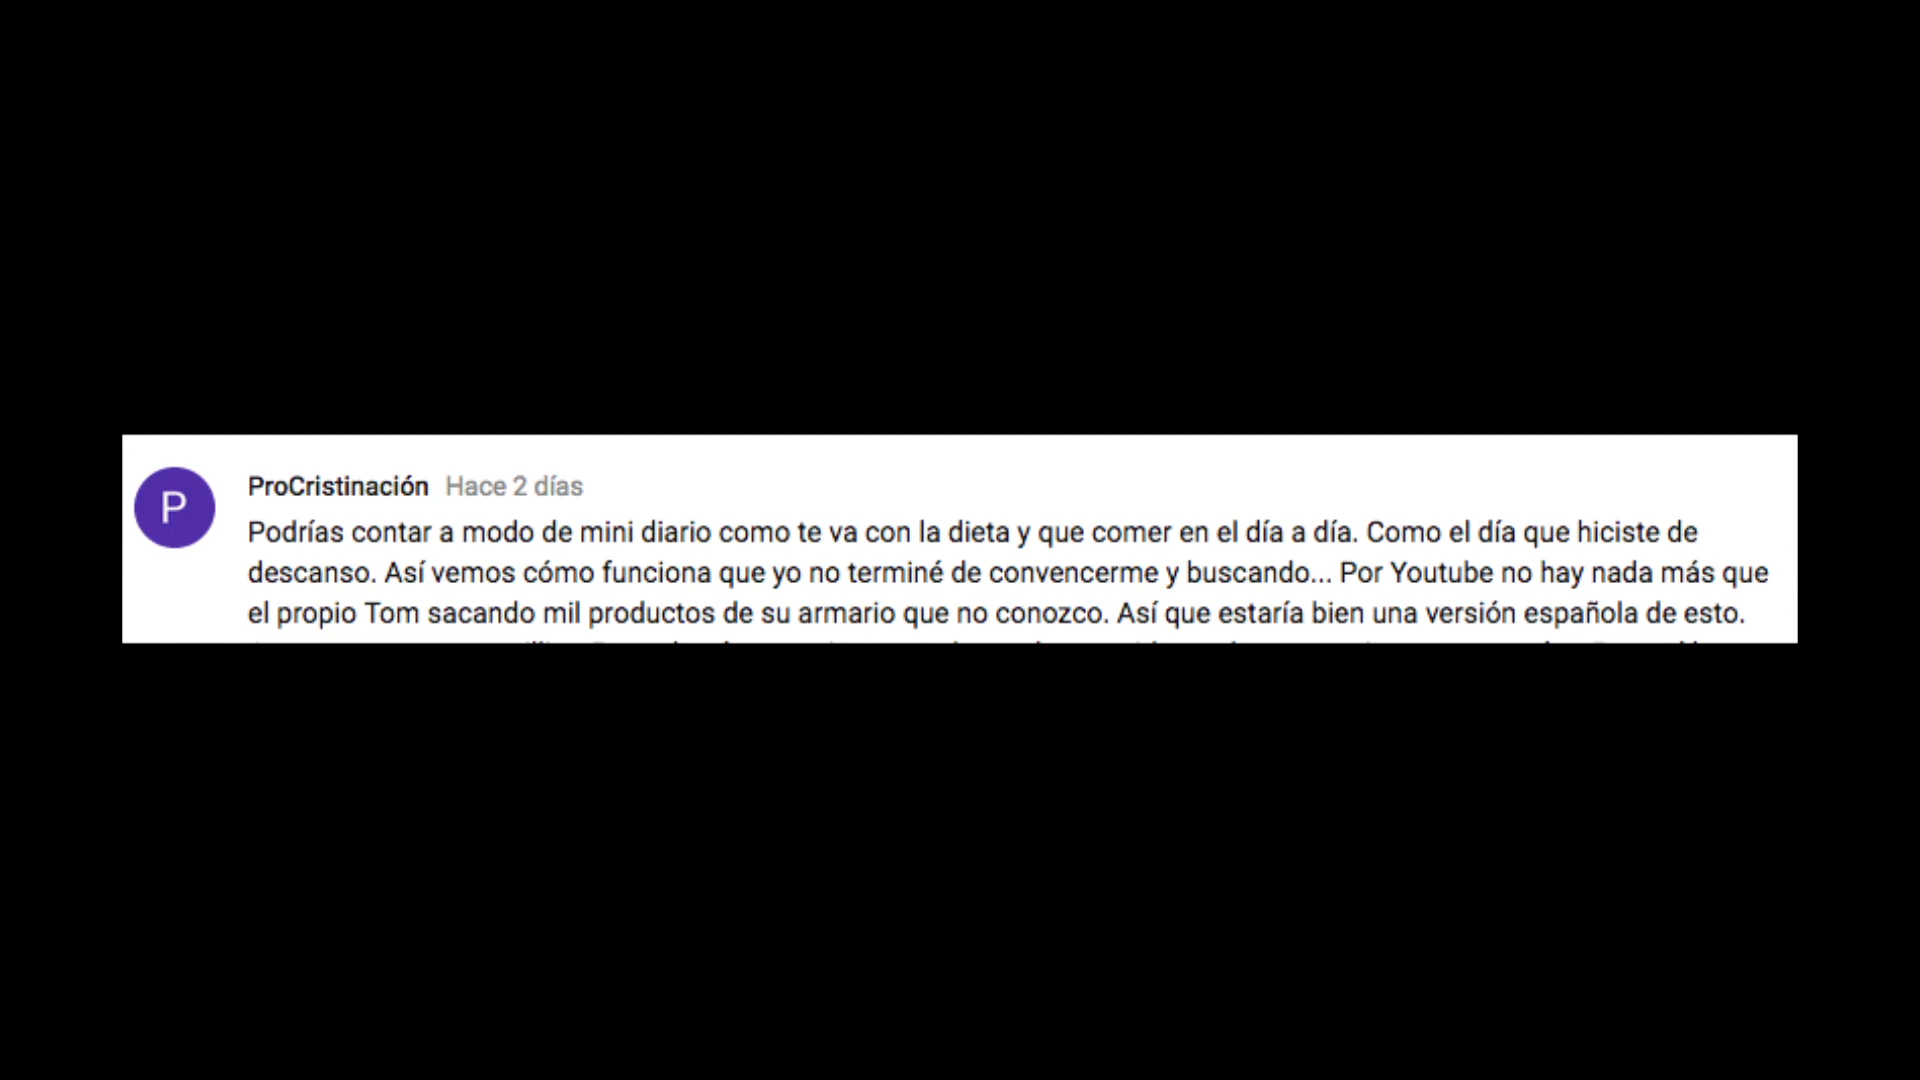 P
ProCristinación Hace 2 días
Podrías contar a modo de mini diario como te va con la dieta y que comer en el día a día. Como el día que hiciste de
descanso. Así vemos cómo funciona que yo no terminé de convencerme y buscando... Por Youtube no hay nada más que
el propio Tom sacando mil productos de su armario que no conozco. Así que estaría bien una versión española de esto.